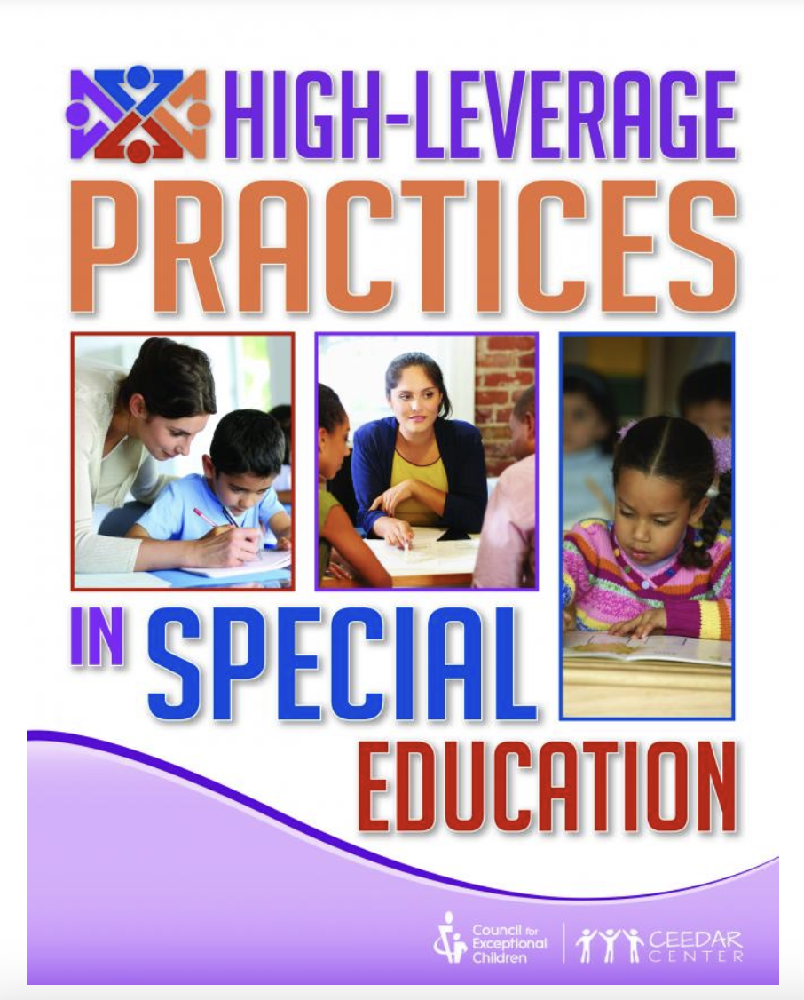 HIGH-LEVERAGE
PRACTICES
IN SPECIAL
EDUCATION
Council for
Exceptional
Children
CEEDAR
CENTER